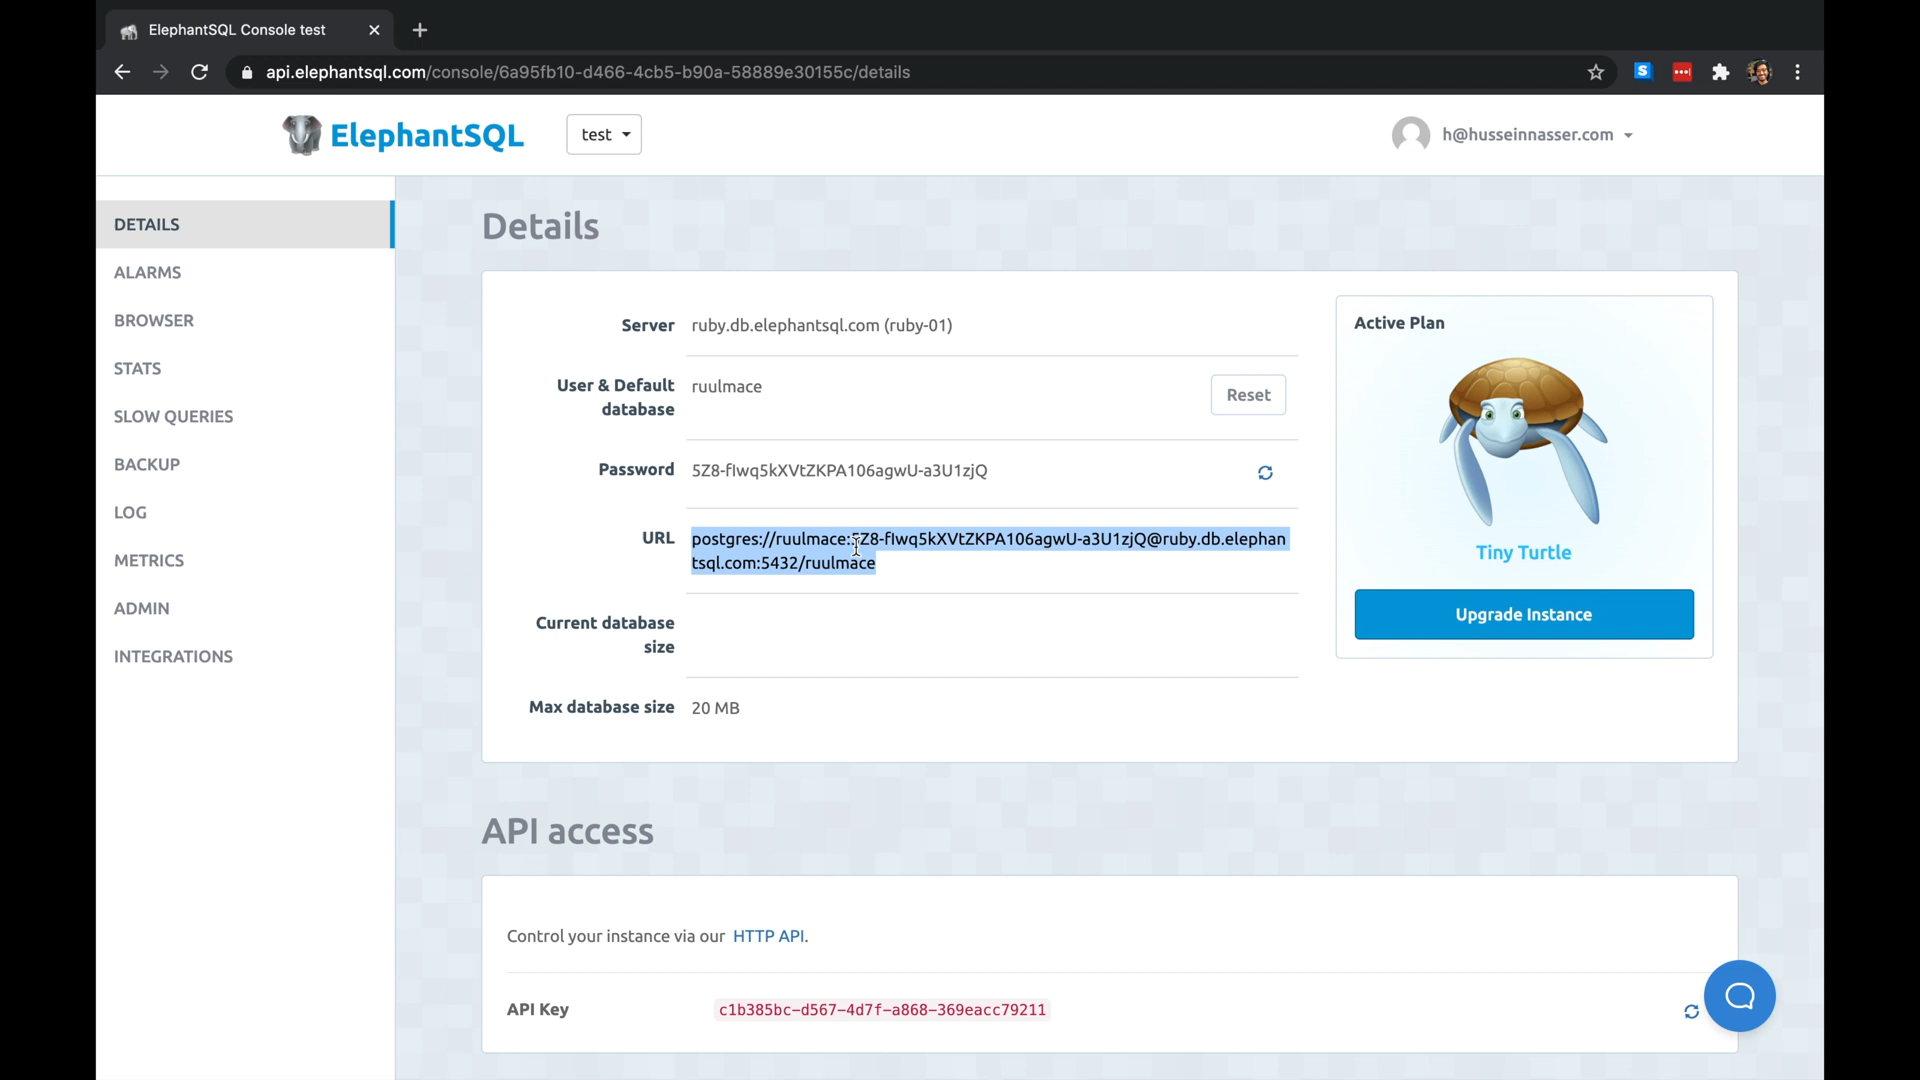 ElephantSQL Console test
api.elephantsql.com/console/6a95fb10-d466-4cb5-b90a-58889e30155c/details
ElephantSQL
test
h@husseinnasser.com
DETAILS
ALARMS
BROWSER
STATS
SLOW QUERIES
BACKUP
LOG
METRICS
ADMIN
INTEGRATIONS
Details
Server
ruby.db.elephantsql.com (ruby-01)
User & Default
database
ruulmace
Reset
Password
5Z8-fIwq5kXVtZKPA106agwU-a3U1zjQ
URL
postgres://ruulmace:5Z8-fIwq5kXVtZKPA106agwU-a3U1zjQ@ruby.db.elephan
tsql.com:5432/ruulmace
Current database
size
Max database size
20 MB
Active Plan
Tiny Turtle
Upgrade Instance
API access
Control your instance via our HTTP API.
API Key
c1b385bc-d567-4d7f-a868-369eacc79211